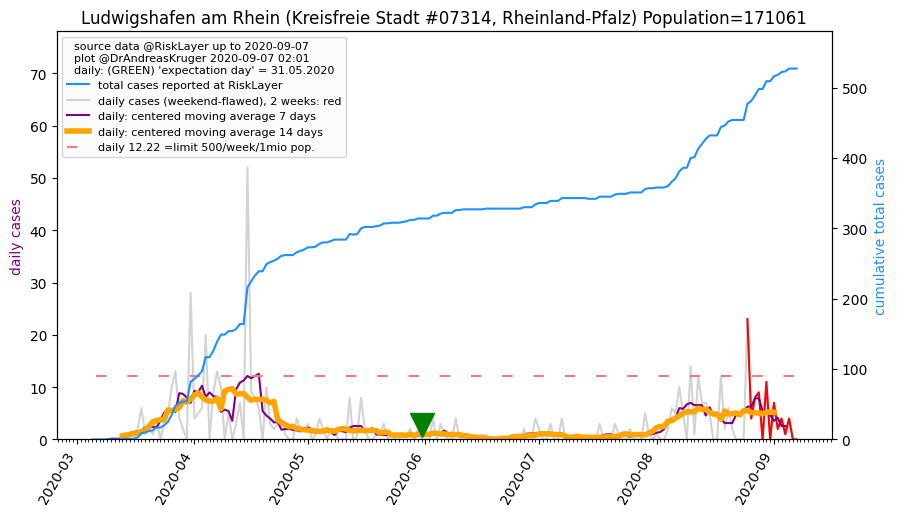 Ludwigshafen am Rhein (Kreisfreie Stadt #07314, Rheinland-Pfalz) Population=171061
source data @RiskLayer up to 2020-09-07
plot @DrAndreasKruger 2020-09-07 02:01
daily: (GREEN) 'expectation day' = 31.05.2020
total cases reported at RiskLayer
daily cases (weekend-flawed), 2 weeks: red
daily: centered moving average 7 days
daily: centered moving average 14 days
daily 12.22 =limit 500/week/1mio pop.
daily cases
70
60
50
40
30
20
10
0
cumulative total cases
500
400
300
200
100
0
2020-03
2020-04
2020-05
2020-06
2020-07
2020-08
2020-09